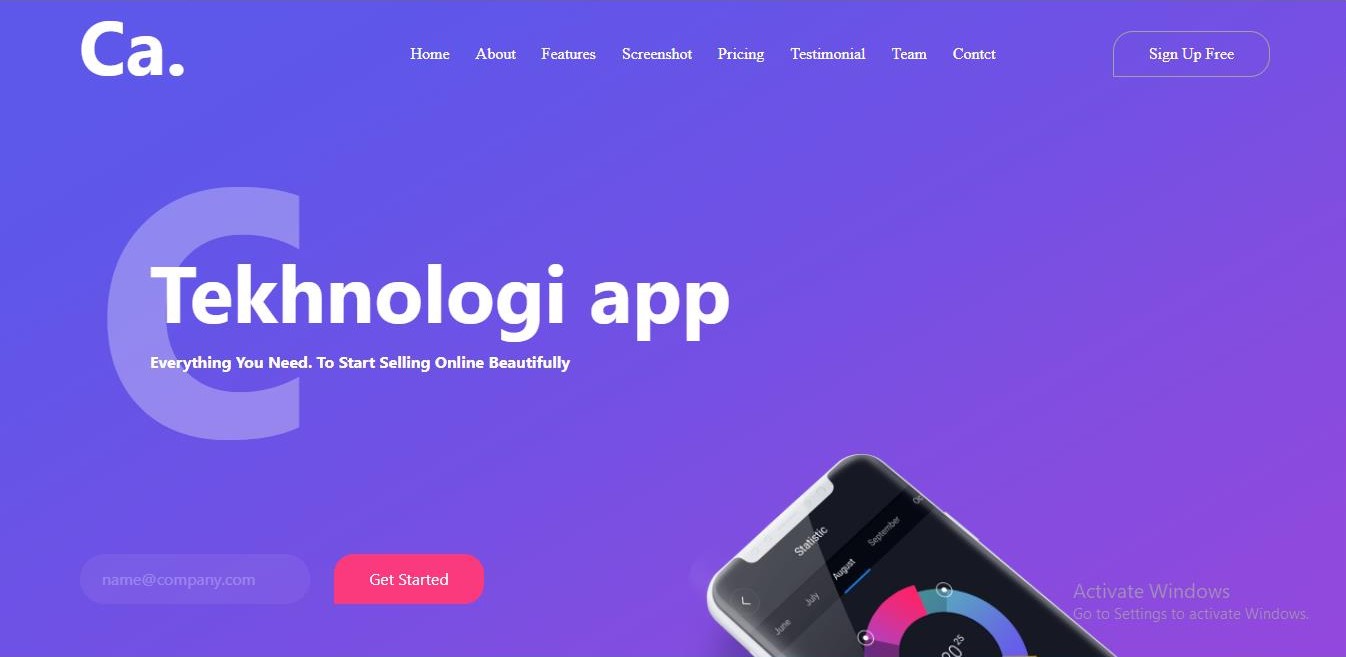 Ca.
Home About Features Screenshot Pricing Testimonial Team Contct
Sign Up Free
C
Tekhnologi app
Everything You Need. To Start Selling Online Beautifully
name@company.com
Get Started
Statistic
June July August September
Activate Windows
Go to Settings to activate Windows.